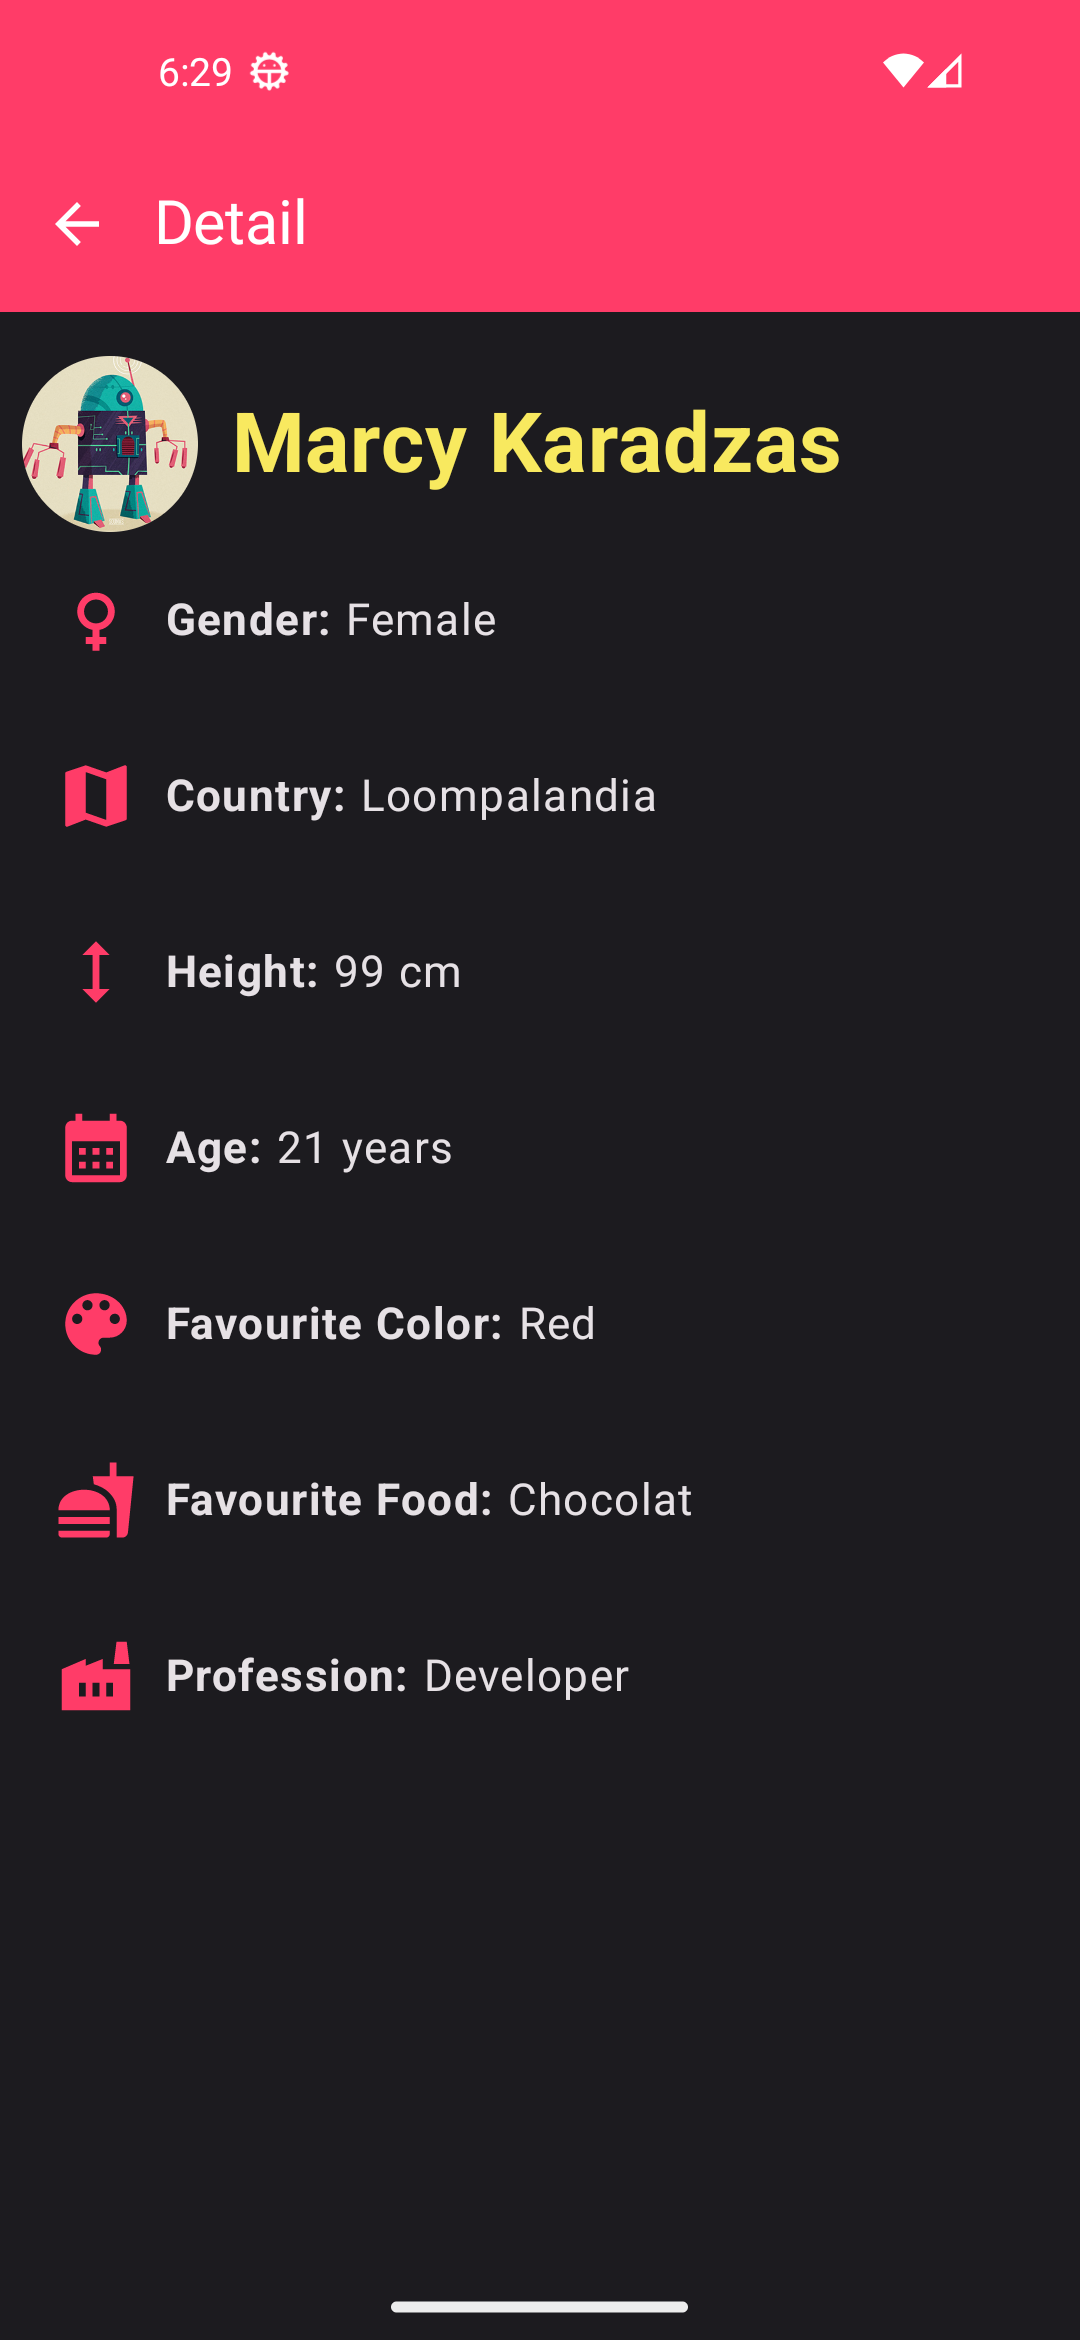 6:29
Detail
Marcy Karadzas
Gender: Female
Country: Loompalandia
Height: 99 cm
Age: 21 years
Favourite Color: Red
Favourite Food: Chocolat
Profession: Developer